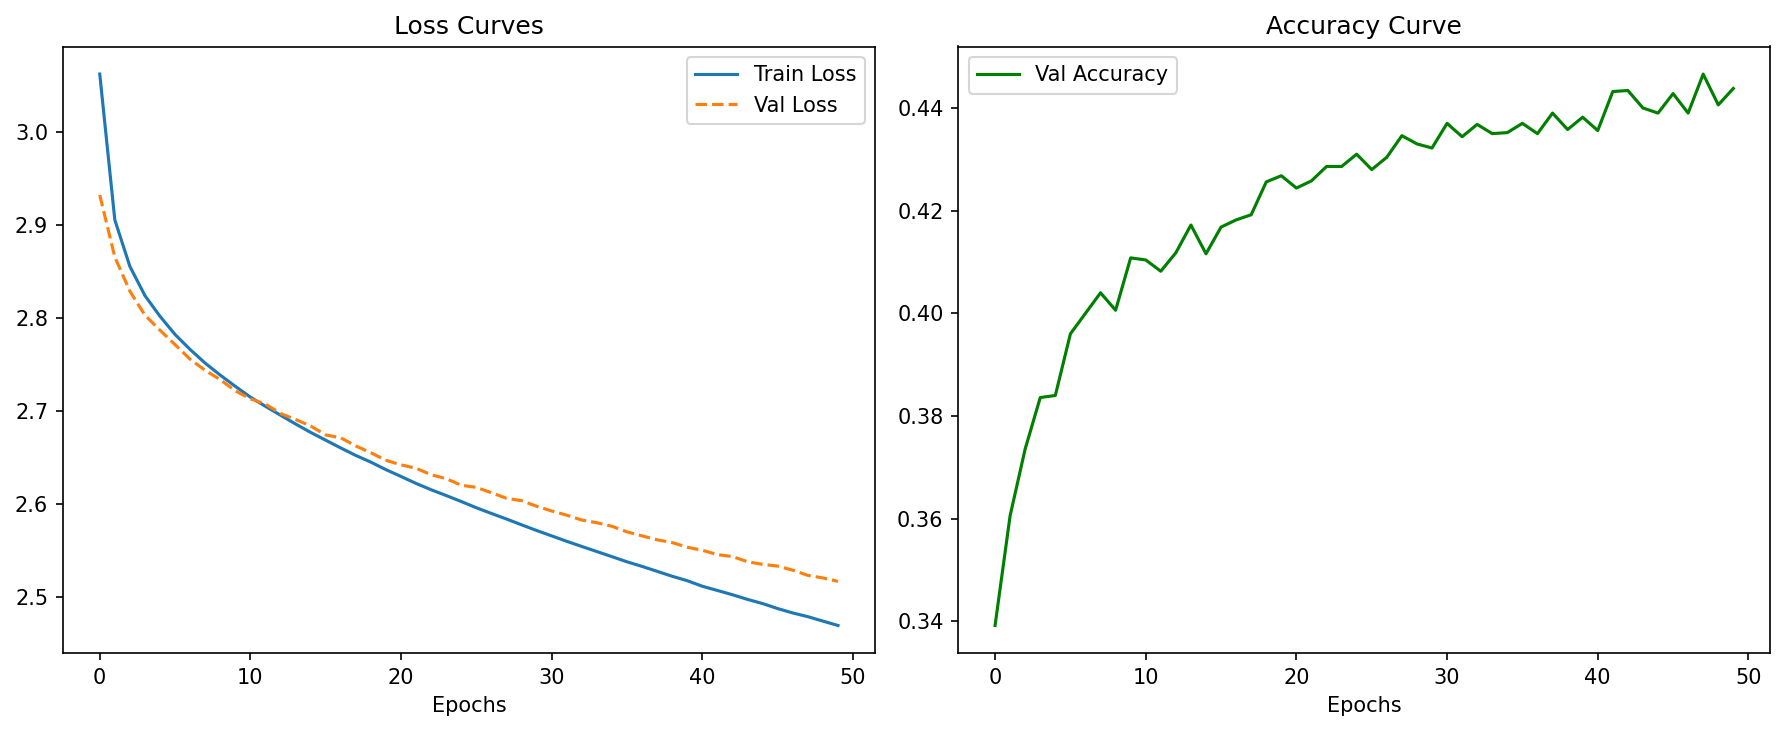 Loss Curves
Train Loss
Val Loss
3.0
2.9
2.8
2.7
2.6
2.5
0 10 20 30 40 50
Epochs
Accuracy Curve
Val Accuracy
0.44
0.42
0.40
0.38
0.36
0.34
0 10 20 30 40 50
Epochs